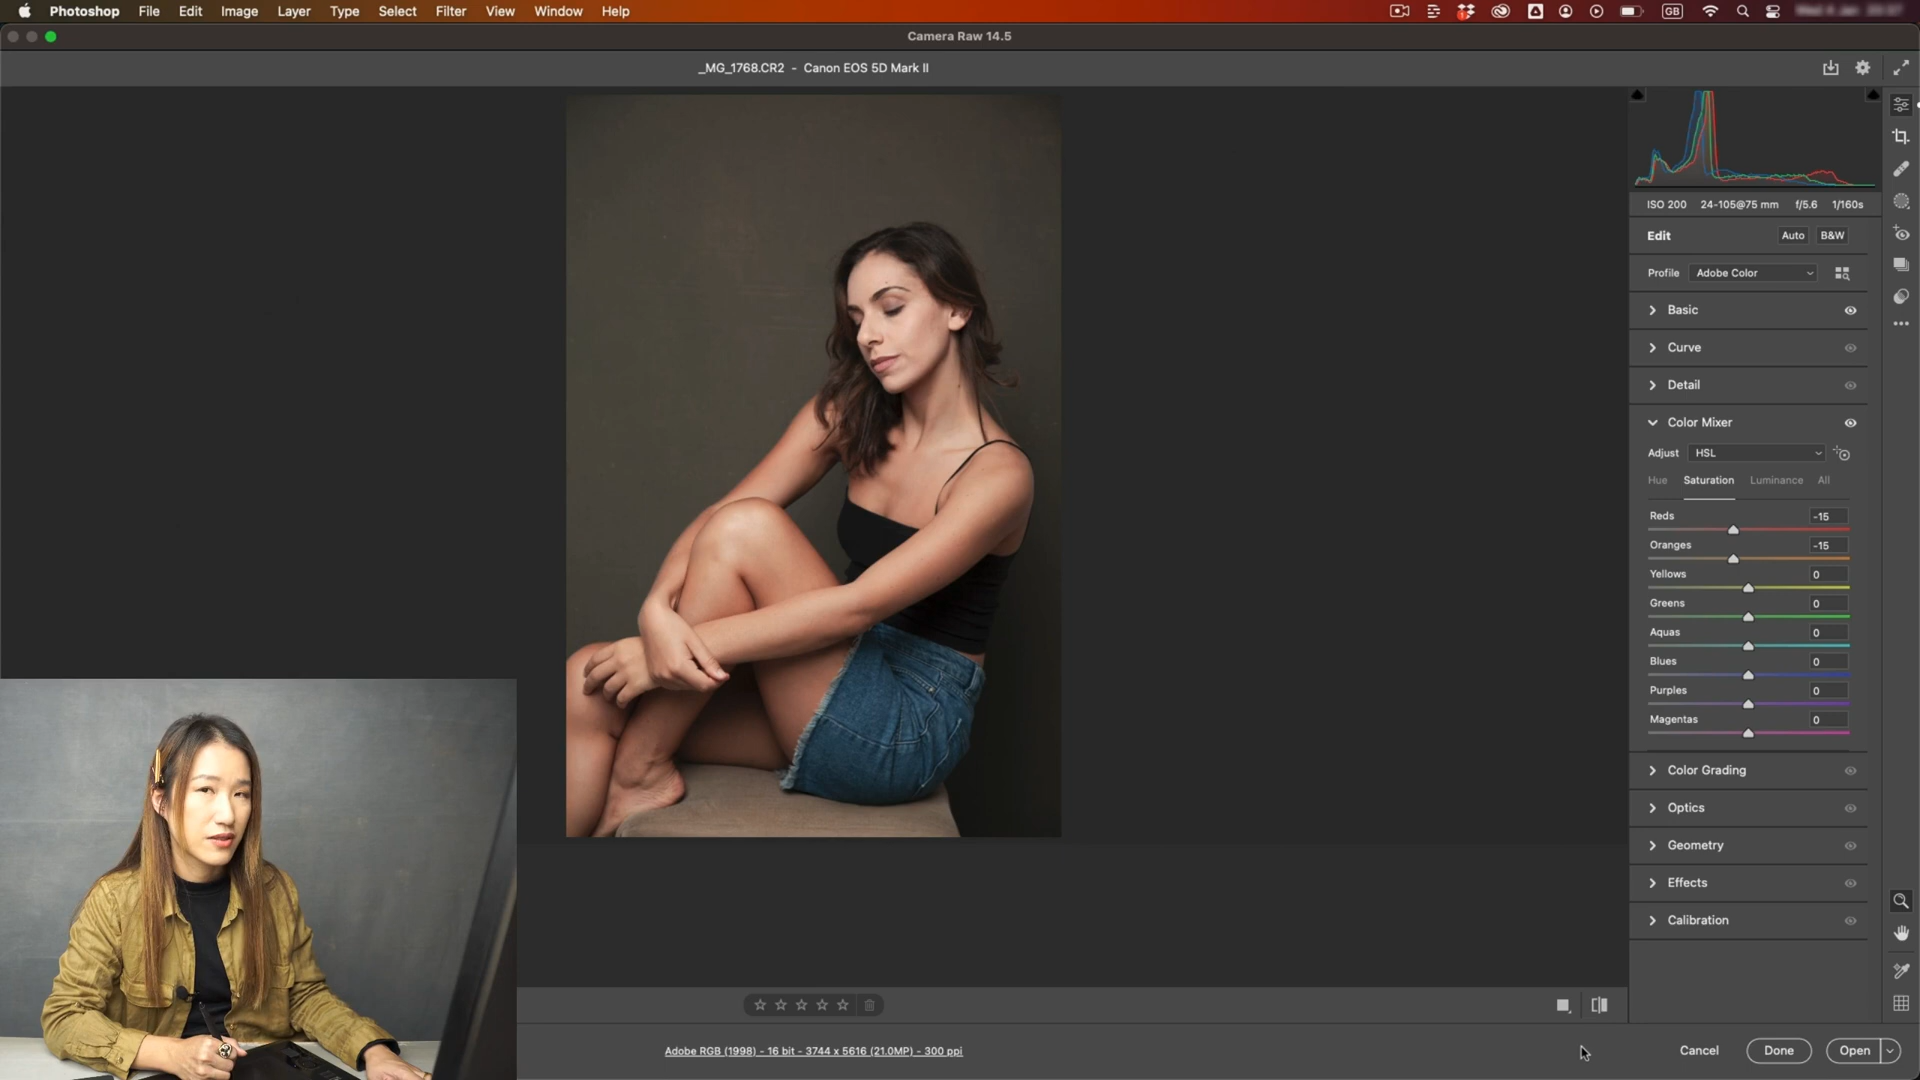 Photoshop File Edit Image Layer Type Select Filter View Window Help GB
Camera Raw 14.5
_MG_1768.CR2 - Canon EOS 5D Mark II
ISO 200 24-105@75 mm f/5.6 1/160s
Edit Auto B&W
Profile Adobe Color
Basic
Curve
Detail
Color Mixer
Adjust HSL
Hue Saturation Luminance All
Reds -15
Oranges -15
Yellows 0
Greens 0
Aquas 0
Blues 0
Purples 0
Magentas 0
Color Grading
Optics
Geometry
Effects
Calibration
Adobe RGB (1998) - 16 bit - 3744 x 5616 (21.0MP) - 300 ppi
Cancel Done Open